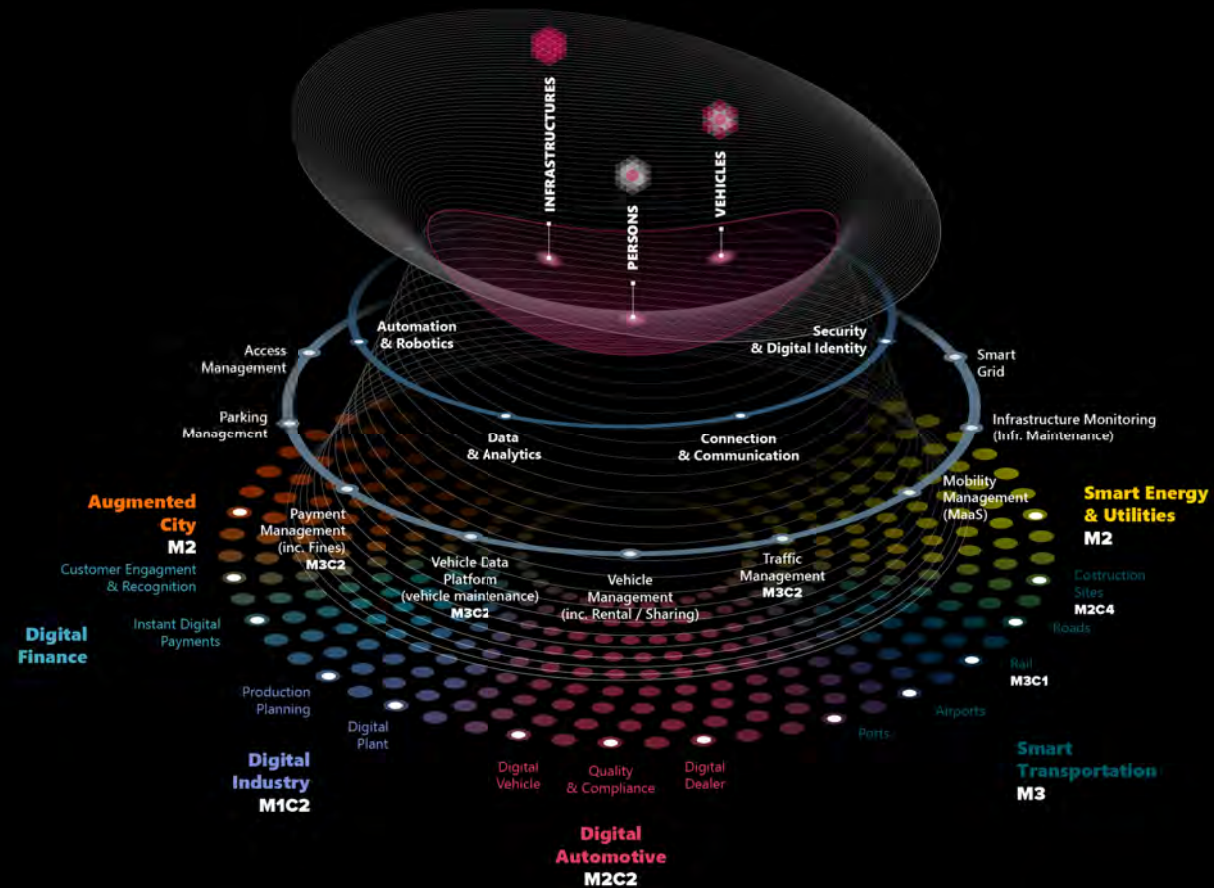 INFRASTRUCTURES
VEHICLES
PERSONS
Automation
& Robotics
Security
& Digital Identity
Access
Management
Smart
Grid
Parking
Management
Infrastructure Monitoring
(Infr. Maintenance)
Data
& Analytics
Connection
& Communication
Mobility
Management
(MaaS)
Augmented
City
M2
Smart Energy
& Utilities
M2
Payment
Management
(inc. Fines)
M3C2
Vehicle Data
Platform
(vehicle maintenance)
M3C2
Vehicle
Management
(inc. Rental / Sharing)
Traffic
Management
M3C2
Customer Engagment
& Recognition
Costruction
Sites
M2C4
Instant Digital
Payments
Roads
Digital
Finance
Rail
M3C1
Production
Planning
Airports
Digital
Plant
Ports
Digital
Industry
M1C2
Smart
Transportation
M3
Digital
Vehicle
Quality
& Compliance
Digital
Dealer
Digital
Automotive
M2C2